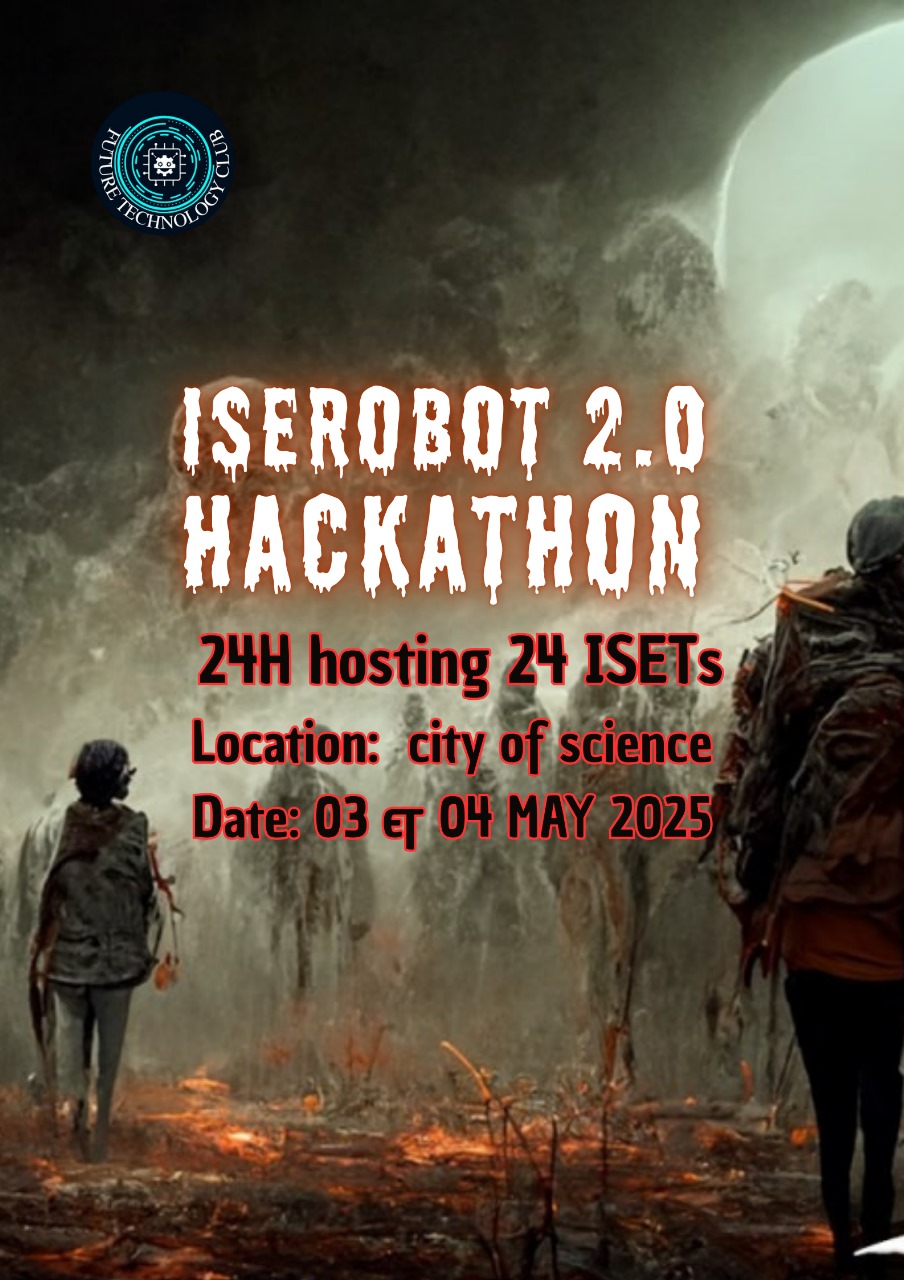 FUTURE TECHNOLOGY CLUB
ISEROBOT 2.0
HACKATHON
24H hosting 24 ISETs
Location: city of science
Date: 03 & 04 MAY 2025